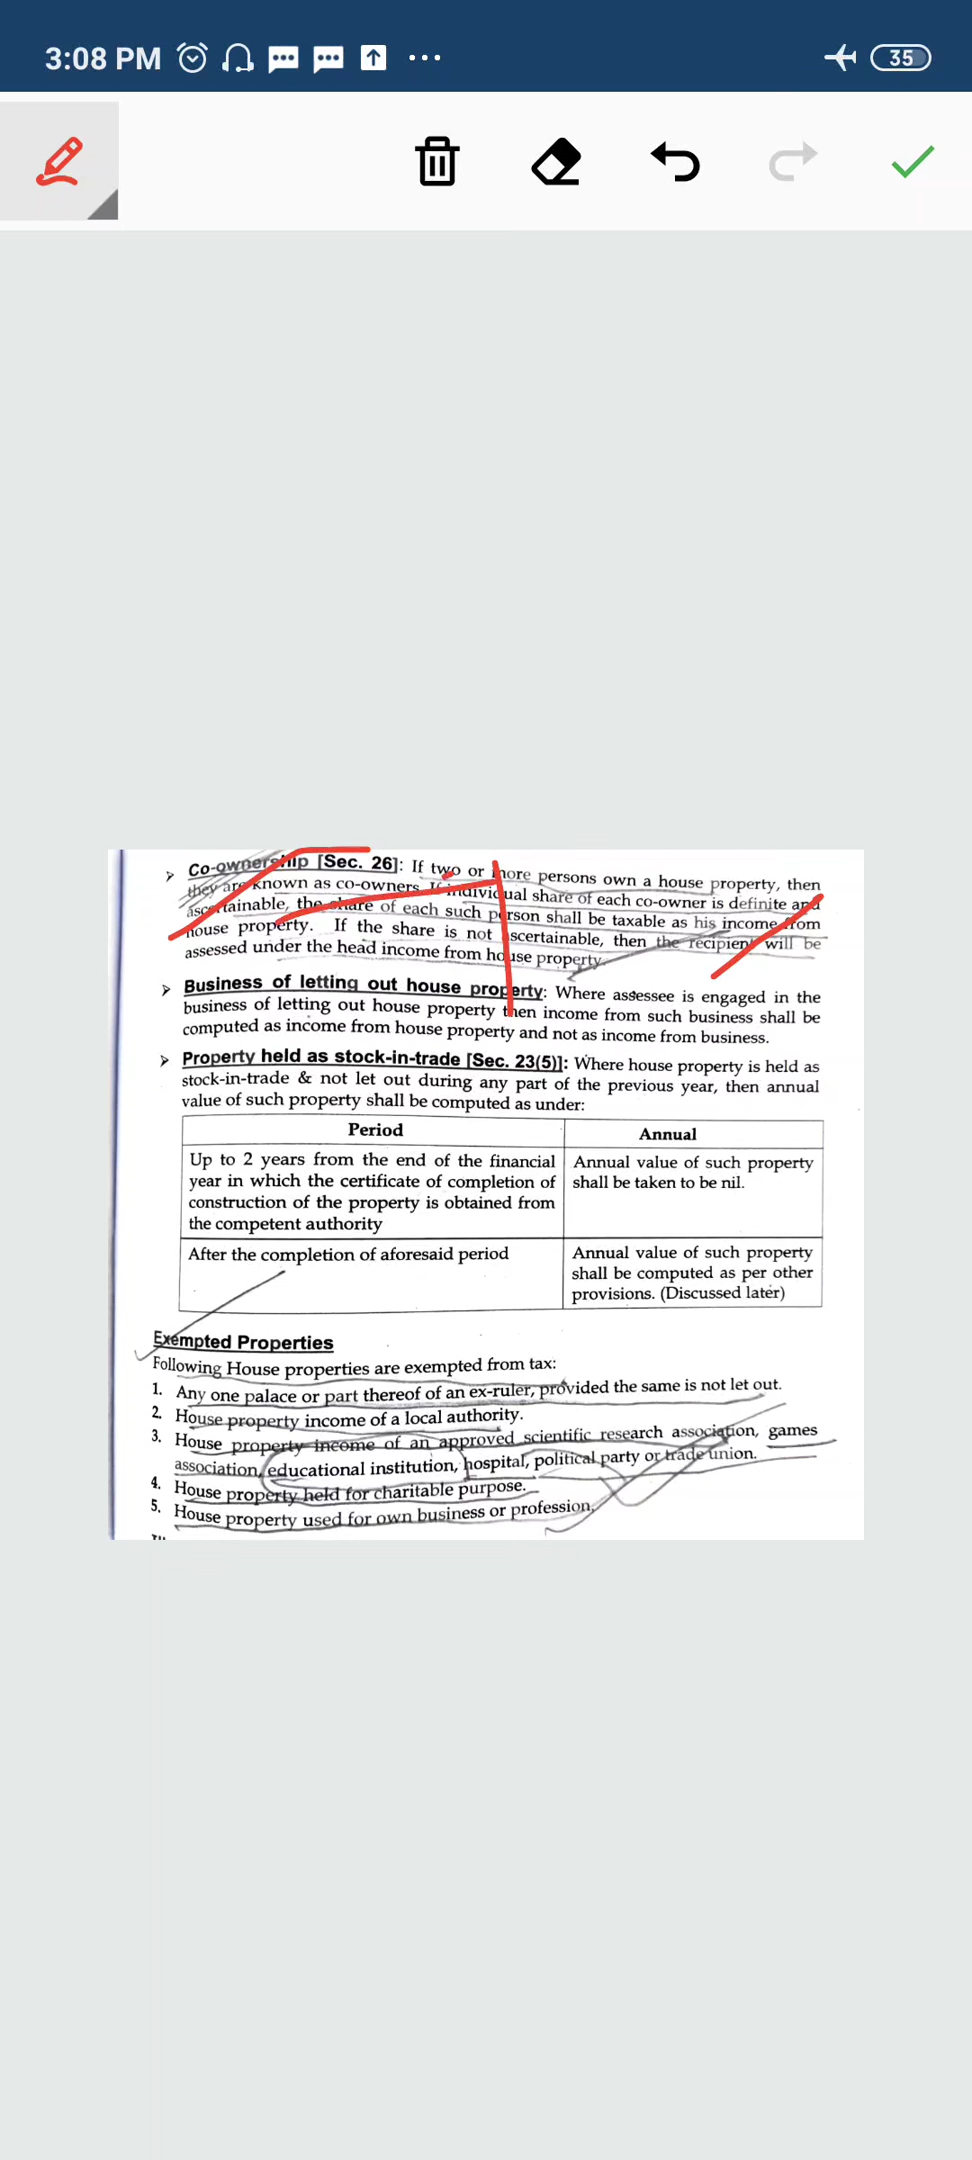 3:08 PM
35
Co-ownership [Sec. 26]: If two or more persons own a house property, then
they are known as co-owners. If individual share of each co-owner is definite and
ascertainable, the share of each such person shall be taxable as his income from
house property. If the share is not ascertainable, then the recipient will be
assessed under the head income from house property.
Business of letting out house property: Where assessee is engaged in the
business of letting out house property then income from such business shall be
computed as income from house property and not as income from business.
Property held as stock-in-trade [Sec. 23(5)]: Where house property is held as
stock-in-trade & not let out during any part of the previous year, then annual
value of such property shall be computed as under:
Period Annual
Up to 2 years from the end of the financial Annual value of such property
year in which the certificate of completion of shall be taken to be nil.
construction of the property is obtained from
the competent authority
After the completion of aforesaid period Annual value of such property
shall be computed as per other
provisions. (Discussed later)
Exempted Properties
Following House properties are exempted from tax:
1. Any one palace or part thereof of an ex-ruler, provided the same is not let out.
2. House property income of a local authority.
3. House property income of an approved scientific research association, games
association, educational institution, hospital, political party or trade union.
4. House property held for charitable purpose.
5. House property used for own business or profession.